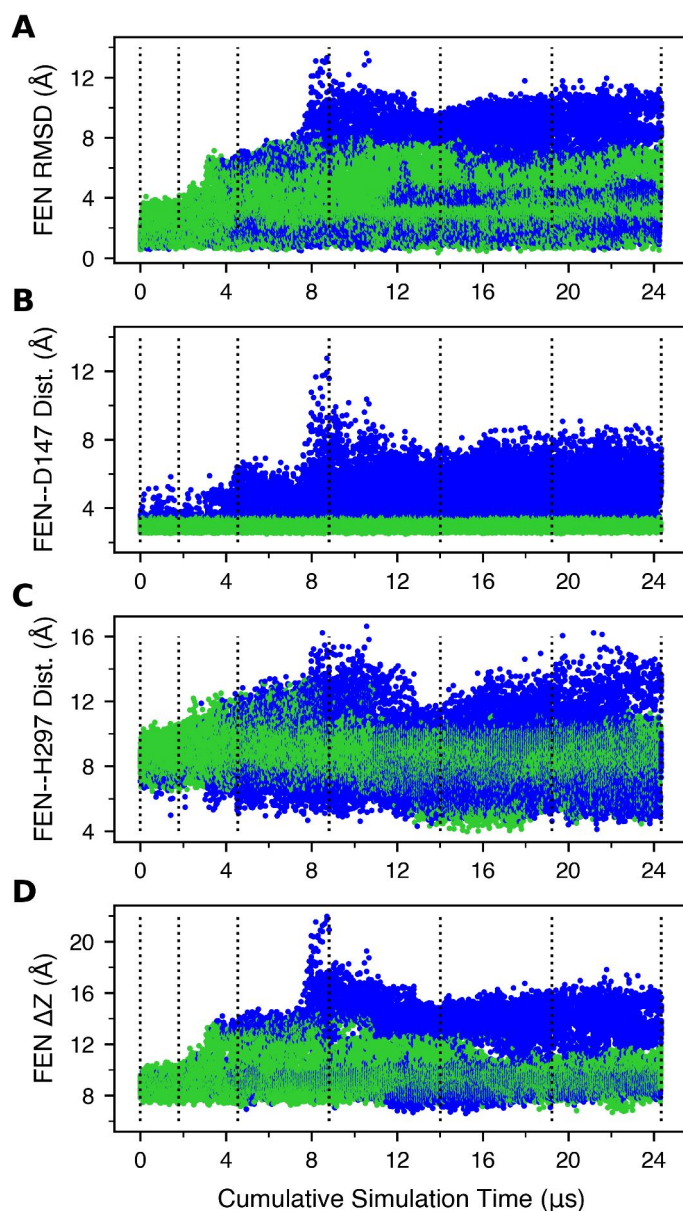 A
FEN RMSD (Å)
12
8
4
0
0 4 8 12 16 20 24
B
FEN--D147 Dist. (Å)
12
8
4
0 4 8 12 16 20 24
C
FEN--H297 Dist. (Å)
16
12
8
4
0 4 8 12 16 20 24
D
FEN ΔZ (Å)
20
16
12
8
0 4 8 12 16 20 24
Cumulative Simulation Time (μs)